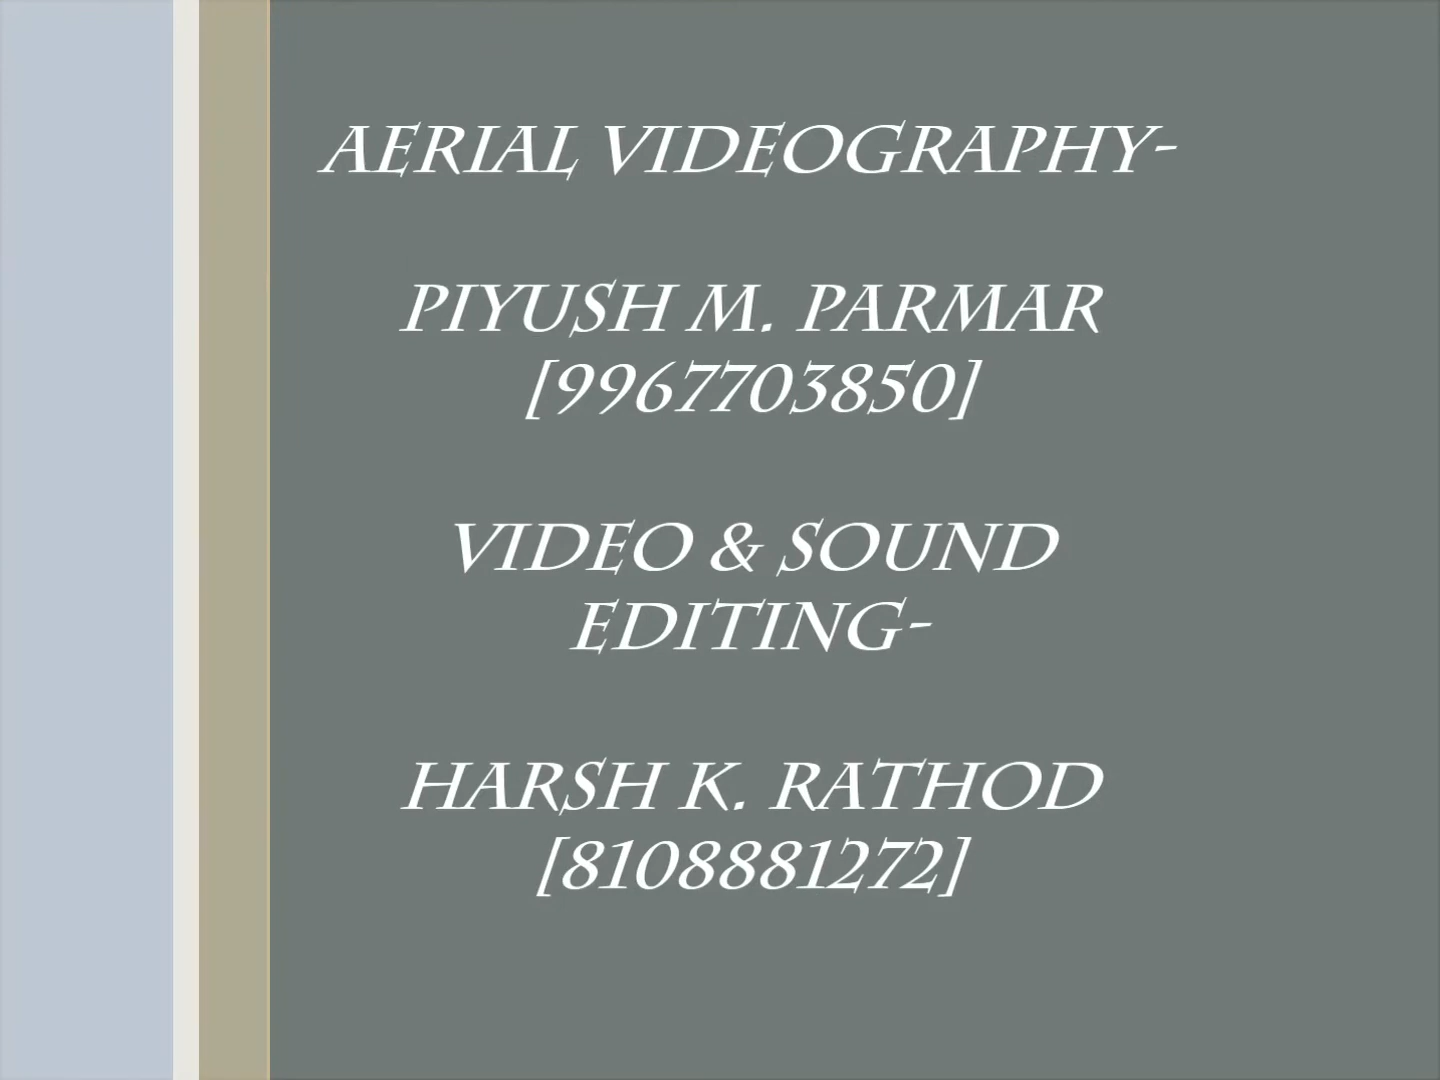 AERIAL VIDEOGRAPHY-
PIYUSH M. PARMAR
[9967703850]
VIDEO & SOUND
EDITING-
HARSH K. RATHOD
[8108881272]